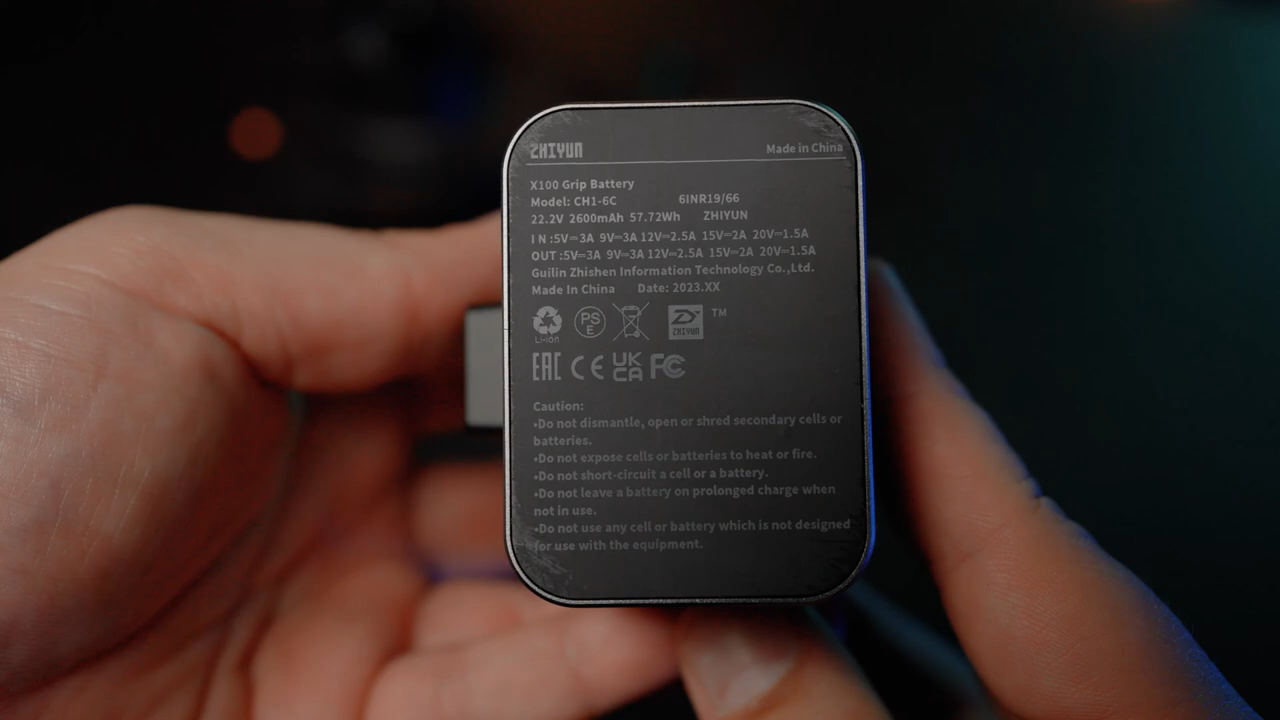 ZHIYUN
Made in China
X100 Grip Battery
Model: CH1-6C 6INR19/66
22.2V 2600mAh 57.72Wh ZHIYUN
IN :5V⎓3A 9V⎓3A 12V⎓2.5A 15V⎓2A 20V⎓1.5A
OUT :5V⎓3A 9V⎓3A 12V⎓2.5A 15V⎓2A 20V⎓1.5A
Guilin Zhishen Information Technology Co.,Ltd.
Made In China Date: 2023.XX
Li-ion PS E ZHIYUN TM
EAC CE UK CA FC
Caution:
•Do not dismantle, open or shred secondary cells or
batteries.
•Do not expose cells or batteries to heat or fire.
•Do not short-circuit a cell or a battery.
•Do not leave a battery on prolonged charge when
not in use.
•Do not use any cell or battery which is not designed
for use with the equipment.